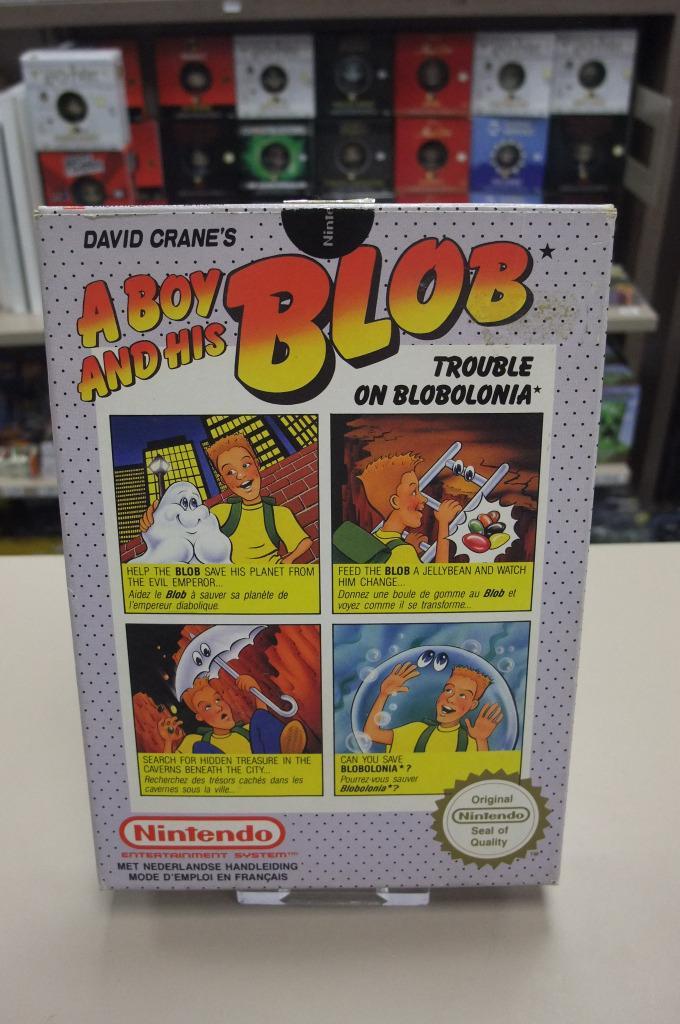 Ninte
DAVID CRANE'S
A BOY
AND HIS
BLOB*
TROUBLE
ON BLOBOLONIA*
HELP THE BLOB SAVE HIS PLANET FROM
THE EVIL EMPEROR...
Aidez le Blob à sauver sa planète de
l'empereur diabolique.
FEED THE BLOB A JELLYBEAN AND WATCH
HIM CHANGE...
Donnez une boule de gomme au Blob et
voyez comme il se transforme...
SEARCH FOR HIDDEN TREASURE IN THE
CAVERNS BENEATH THE CITY...
Recherchez des trésors cachés dans les
cavernes sous la ville...
CAN YOU SAVE
BLOBOLONIA*?
Pourrez-vous sauver
Blobolonia*?
Nintendo
ENTERTAINMENT SYSTEM™
MET NEDERLANDSE HANDLEIDING
MODE D'EMPLOI EN FRANÇAIS
Original
Nintendo
Seal of
Quality
TM